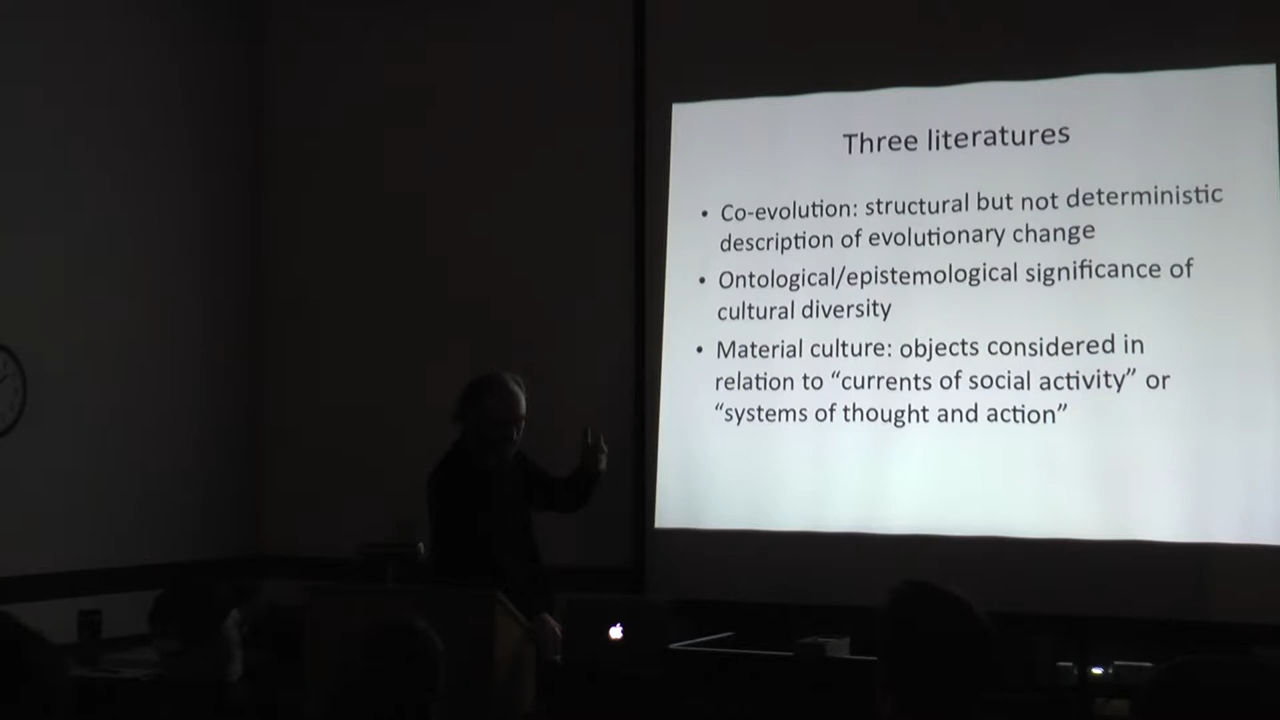 Three literatures
• Co-evolution: structural but not deterministic
description of evolutionary change
• Ontological/epistemological significance of
cultural diversity
• Material culture: objects considered in
relation to “currents of social activity” or
“systems of thought and action”